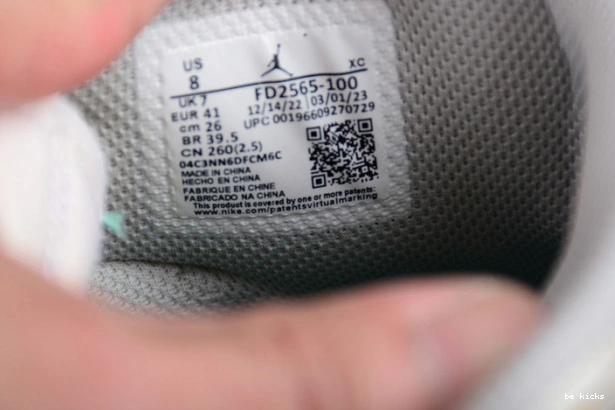 US
8
XC
UK 7
FD2565-100
EUR 41
12/14/22 03/01/23
cm 26
UPC 00196609270729
BR 39.5
CN 260(2.5)
04C3NN6DFCM6C
MADE IN CHINA
HECHO EN CHINA
FABRIQUE EN CHINE
FABRICADO NA CHINA
This product is covered by one or more patents:
www.nike.com/patentsvirtualmarking
be kicks